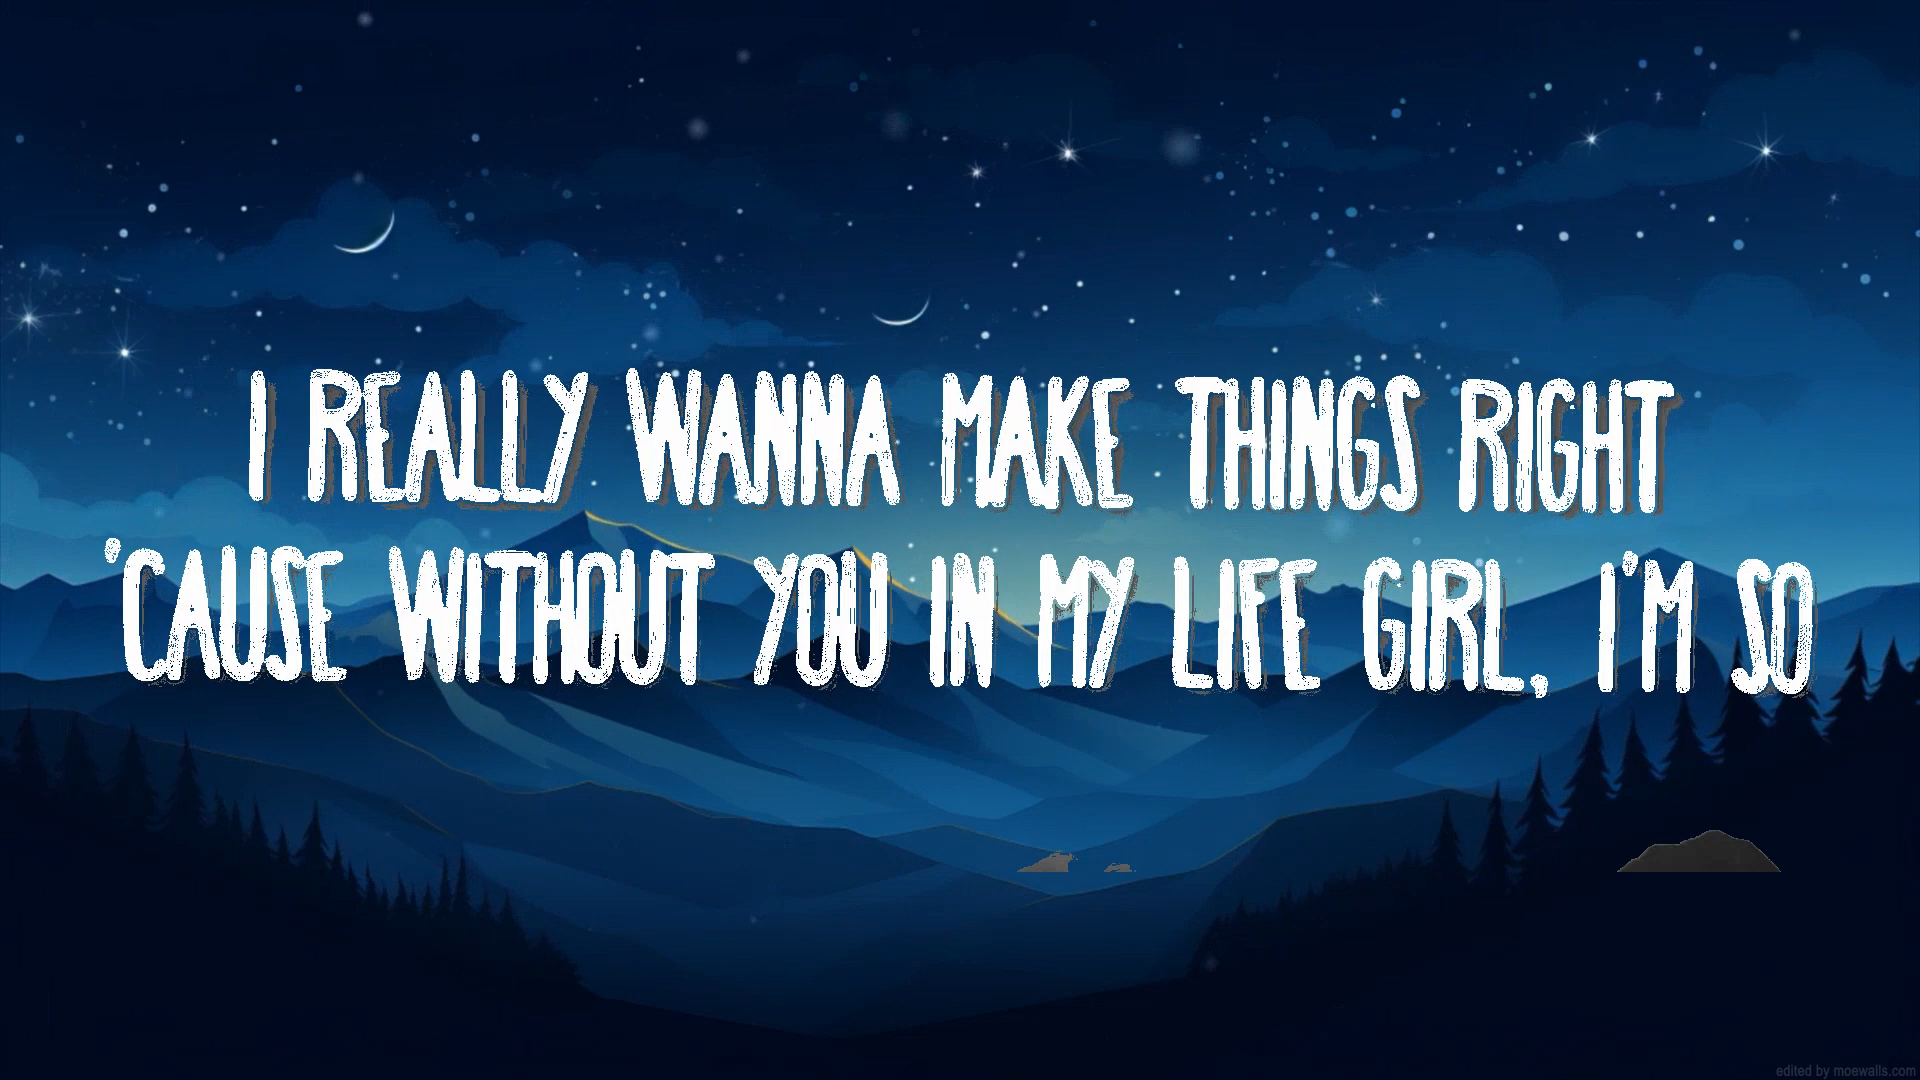 I REALLY WANNA MAKE THINGS RIGHT
'CAUSE WITHOUT YOU IN MY LIFE GIRL, I'M SO
edited by moewalls.com